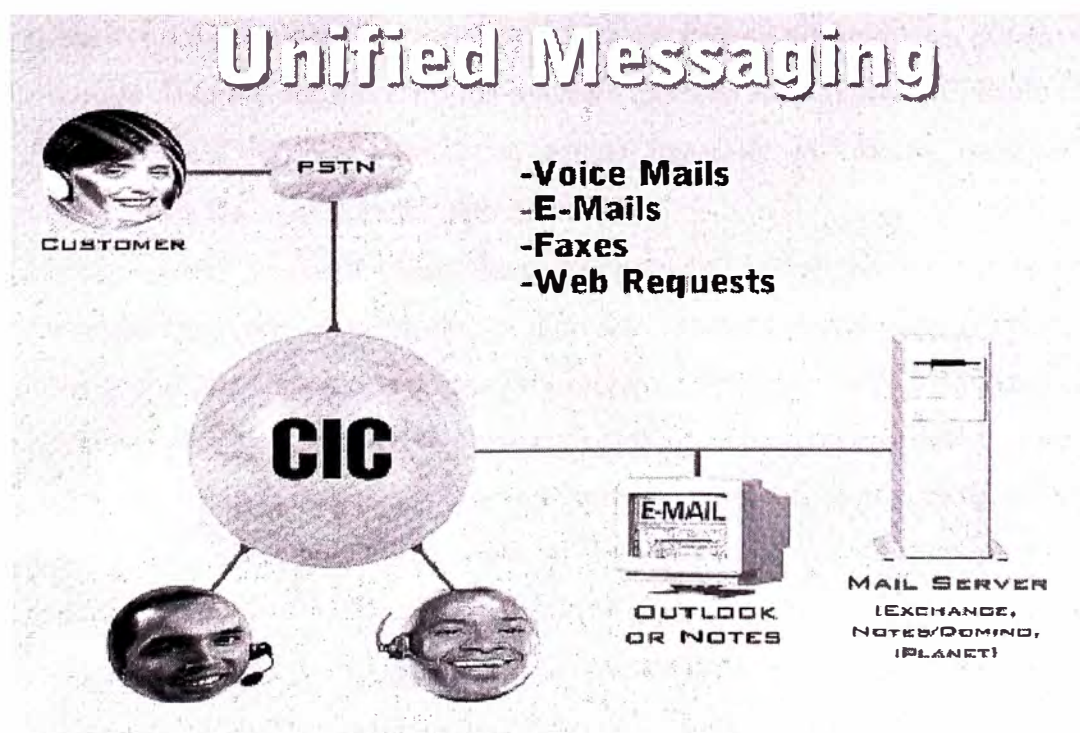 Unified Messaging
PSTN
-Voice Mails
-E-Mails
-Faxes
-Web Requests
CUSTOMER
CIC
E-MAIL
OUTLOOK
OR NOTES
MAIL SERVER
(EXCHANGE,
NOTES/DOMINO,
IPLANET)